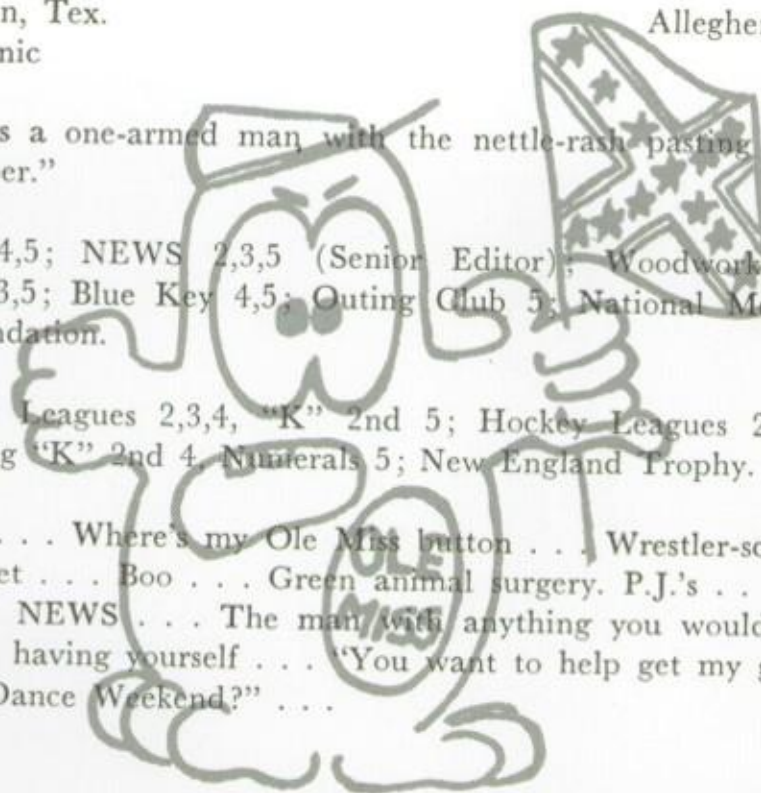 n, Tex.
Allegher
nic
s a one-armed man with the nettle-rash pasting
er."
4,5; NEWS 2,3,5 (Senior Editor); Woodwork
3,5; Blue Key 4,5; Outing Club 5; National Me
ndation.
Leagues 2,3,4, "K" 2nd 5; Hockey Leagues 2
g "K" 2nd 4, Numerals 5; New England Trophy.
. . . Where's my Ole Miss button . . . Wrestler-sc
et . . . Boo . . . Green animal surgery. P.J.'s . .
NEWS . . . The man with anything you would
having yourself . . . "You want to help get my g
Dance Weekend?" . . .
OLE
MISS